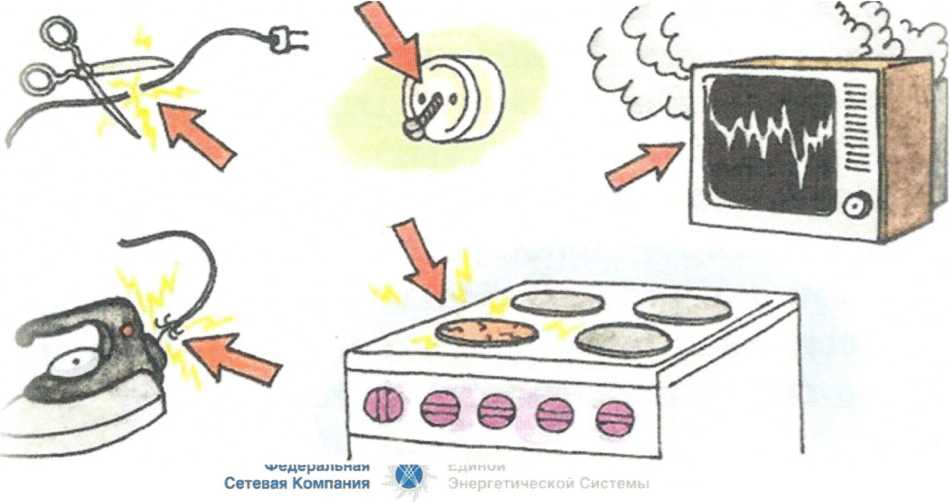 Федеральная
Сетевая Компания
Единой
Энергетической Системы